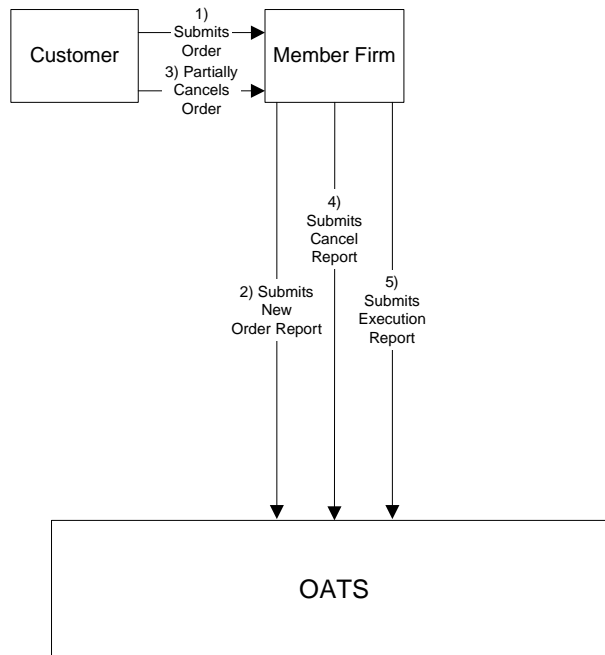 1)
Submits
Order
Customer
Member Firm
3) Partially
Cancels
Order
4)
Submits
Cancel
Report
2) Submits
New
Order Report
5)
Submits
Execution
Report
OATS